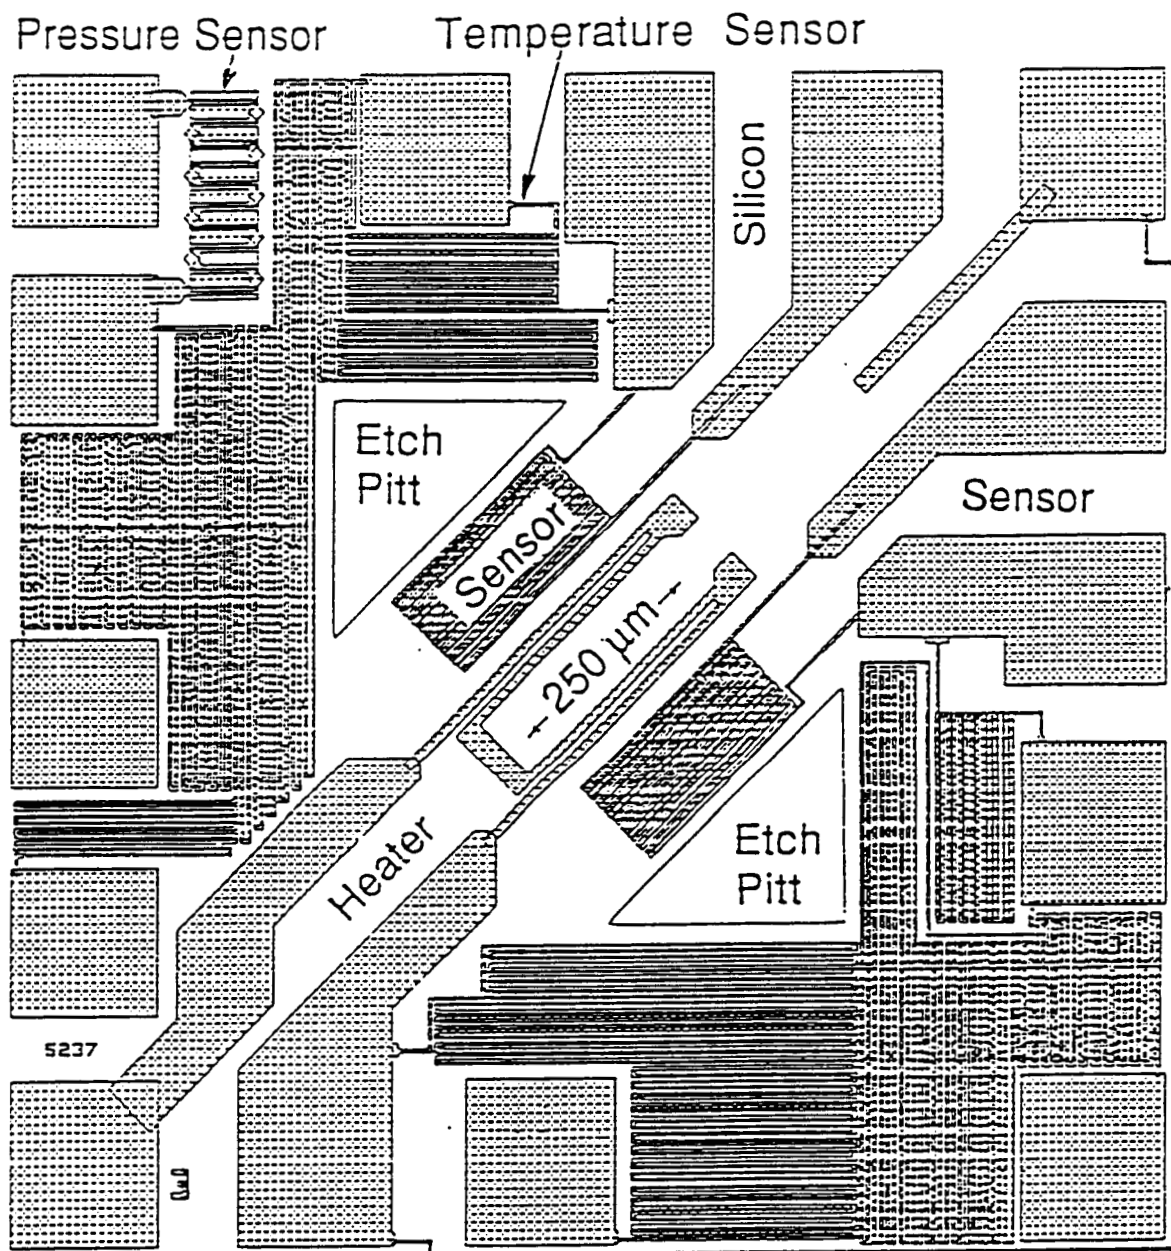 Pressure Sensor
Temperature Sensor
Silicon
Etch
Pitt
Sensor
Sensor
←250 μm→
Heater
Etch
Pitt
5237